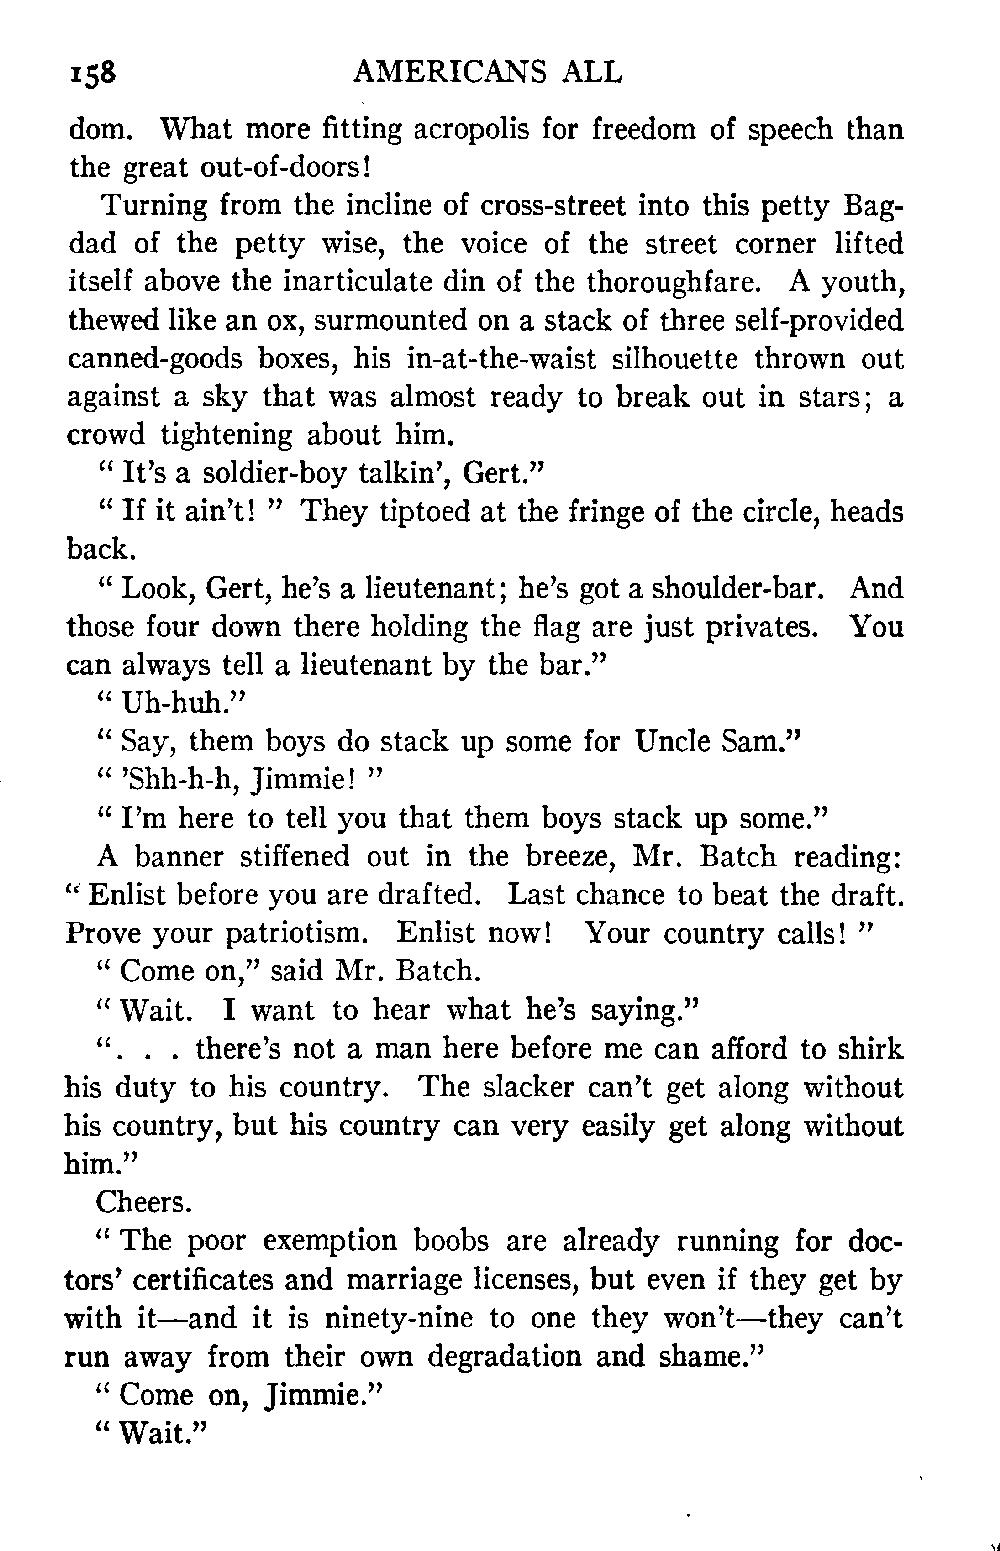 158 AMERICANS ALL
dom. What more fitting acropolis for freedom of speech than
the great out-of-doors!
Turning from the incline of cross-street into this petty Bag-
dad of the petty wise, the voice of the street corner lifted
itself above the inarticulate din of the thoroughfare. A youth,
thewed like an ox, surmounted on a stack of three self-provided
canned-goods boxes, his in-at-the-waist silhouette thrown out
against a sky that was almost ready to break out in stars; a
crowd tightening about him.
“ It’s a soldier-boy talkin’, Gert.”
“ If it ain’t! ” They tiptoed at the fringe of the circle, heads
back.
“ Look, Gert, he’s a lieutenant; he’s got a shoulder-bar. And
those four down there holding the flag are just privates. You
can always tell a lieutenant by the bar.”
“ Uh-huh.”
“ Say, them boys do stack up some for Uncle Sam.”
“ ’Shh-h-h, Jimmie! ”
“ I’m here to tell you that them boys stack up some.”
A banner stiffened out in the breeze, Mr. Batch reading:
“ Enlist before you are drafted. Last chance to beat the draft.
Prove your patriotism. Enlist now! Your country calls! ”
“ Come on,” said Mr. Batch.
“ Wait. I want to hear what he’s saying.”
“. . . there’s not a man here before me can afford to shirk
his duty to his country. The slacker can’t get along without
his country, but his country can very easily get along without
him.”
Cheers.
“ The poor exemption boobs are already running for doc-
tors’ certificates and marriage licenses, but even if they get by
with it—and it is ninety-nine to one they won’t—they can’t
run away from their own degradation and shame.”
“ Come on, Jimmie.”
“ Wait.”